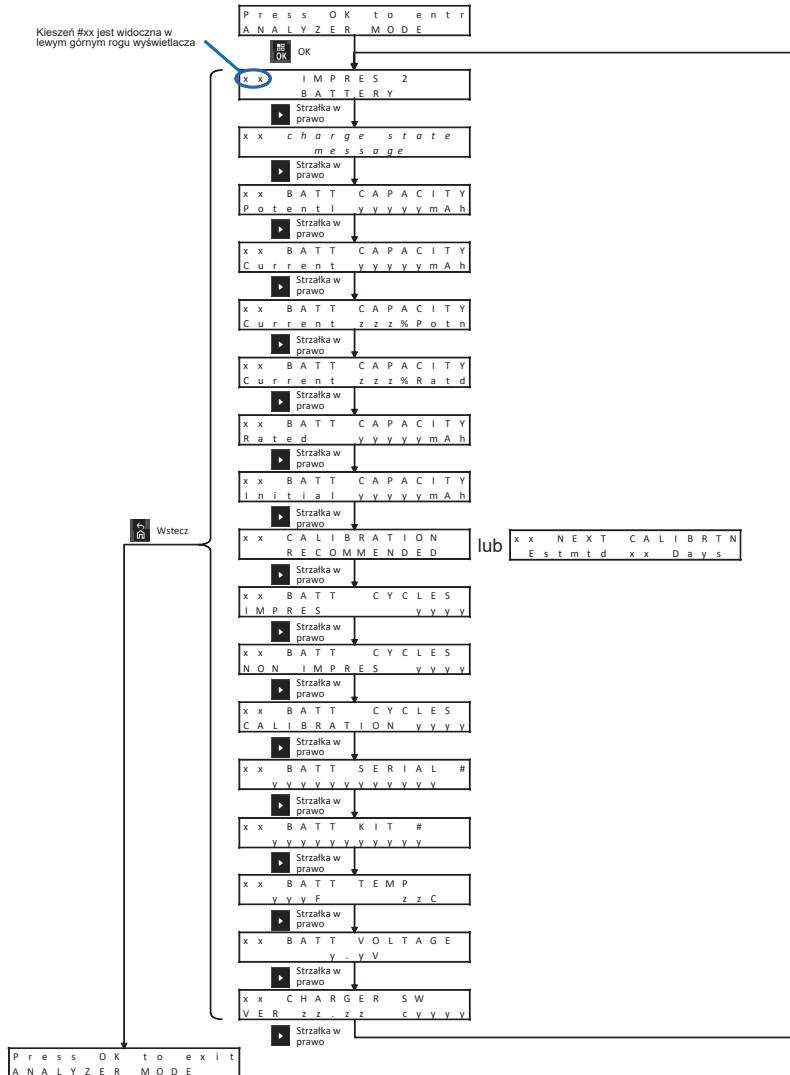 Press OK to entr
ANALYZER MODE
Kieszeń #xx jest widoczna w
lewym górnym rogu wyświetlacza
OK
OK
xx IMPRES 2
BATTERY
Strzałka w
prawo
xx charge state
message
Strzałka w
prawo
xx BATT CAPACITY
Potentl yyyyymAh
Strzałka w
prawo
xx BATT CAPACITY
Current yyyyymAh
Strzałka w
prawo
xx BATT CAPACITY
Current zzz%Potn
Strzałka w
prawo
xx BATT CAPACITY
Current zzz%Ratd
Strzałka w
prawo
xx BATT CAPACITY
Rated yyyyymAh
Strzałka w
prawo
xx BATT CAPACITY
Initial yyyyymAh
Strzałka w
prawo
Wstecz
xx CALIBRATION
RECOMMENDED
lub
xx NEXT CALIBRTN
Estmtd xx Days
Strzałka w
prawo
xx BATT CYCLES
IMPRES yyyy
Strzałka w
prawo
xx BATT CYCLES
NON IMPRES yyyy
Strzałka w
prawo
xx BATT CYCLES
CALIBRATION yyyy
Strzałka w
prawo
xx BATT SERIAL #
yyyyyyyyyyyy
Strzałka w
prawo
xx BATT KIT #
yyyyyyyyyyy
Strzałka w
prawo
xx BATT TEMP
yyyF zzC
Strzałka w
prawo
xx BATT VOLTAGE
y.yV
Strzałka w
prawo
xx CHARGER SW
VER zz.zz cyyyy
Strzałka w
prawo
Press OK to exit
ANALYZER MODE